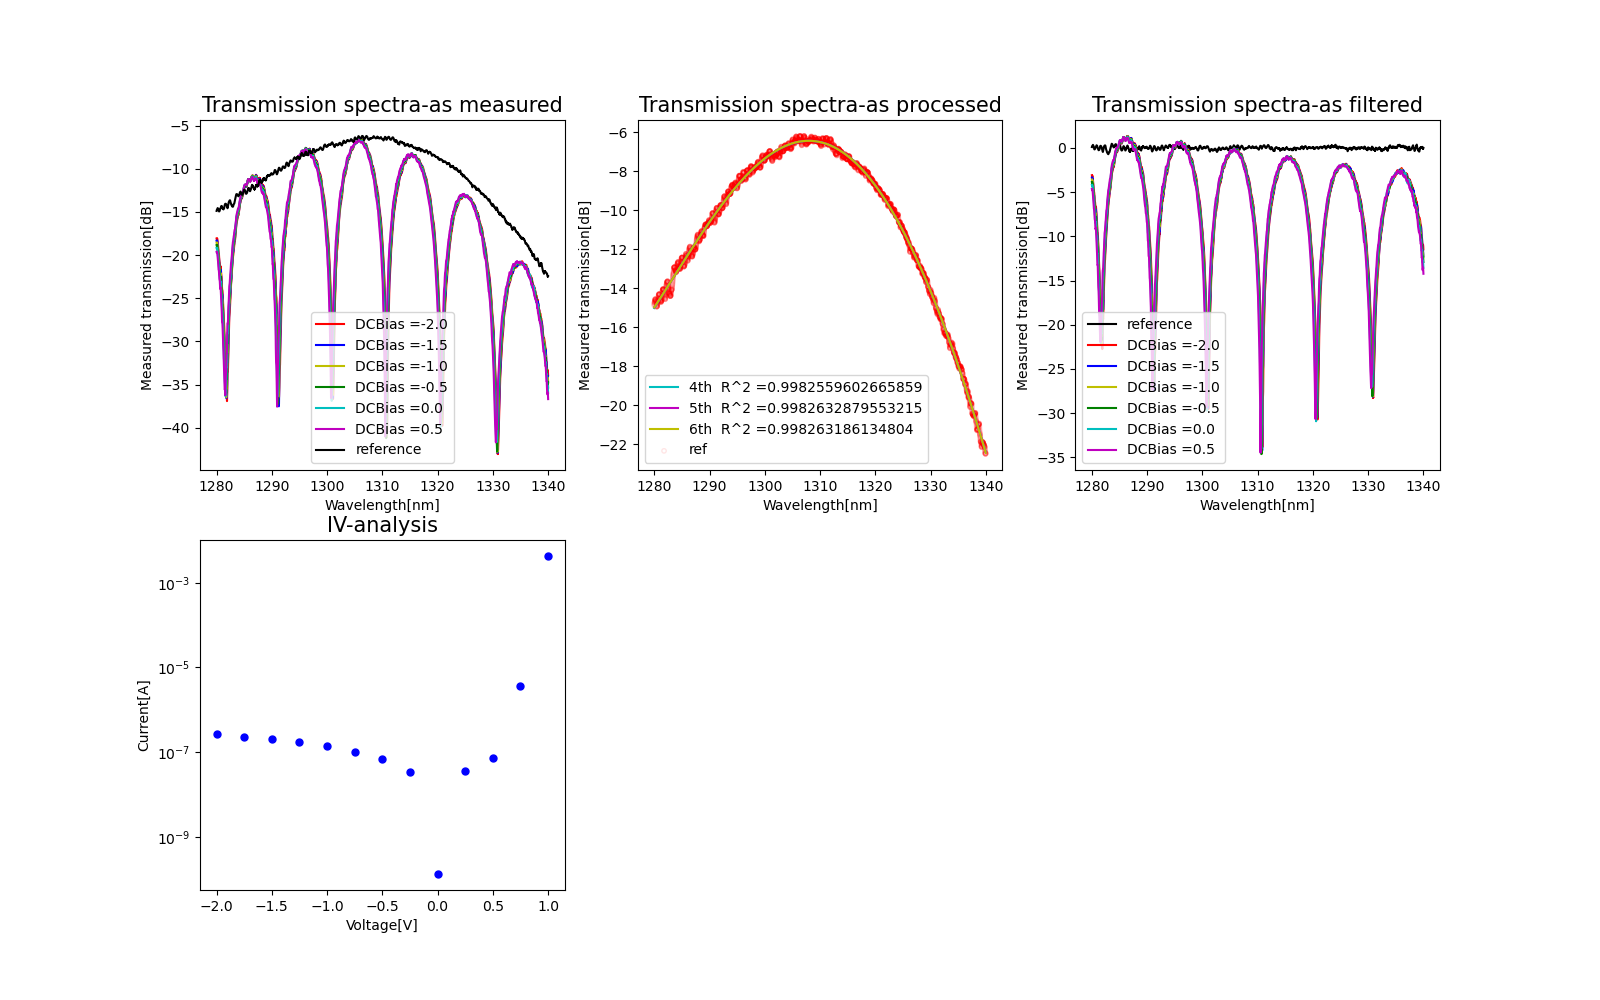 Transmission spectra-as measured
Measured transmission[dB]
−5
−10
−15
−20
−25
−30
−35
−40
DCBias =-2.0
DCBias =-1.5
DCBias =-1.0
DCBias =-0.5
DCBias =0.0
DCBias =0.5
reference
1280 1290 1300 1310 1320 1330 1340
Wavelength[nm]
Transmission spectra-as processed
Measured transmission[dB]
−6
−8
−10
−12
−14
−16
−18
−20
−22
4th R^2 =0.9982559602665859
5th R^2 =0.9982632879553215
6th R^2 =0.998263186134804
ref
1280 1290 1300 1310 1320 1330 1340
Wavelength[nm]
Transmission spectra-as filtered
Measured transmission[dB]
0
−5
−10
−15
−20
−25
−30
−35
reference
DCBias =-2.0
DCBias =-1.5
DCBias =-1.0
DCBias =-0.5
DCBias =0.0
DCBias =0.5
1280 1290 1300 1310 1320 1330 1340
Wavelength[nm]
IV-analysis
Current[A]
10⁻³
10⁻⁵
10⁻⁷
10⁻⁹
−2.0 −1.5 −1.0 −0.5 0.0 0.5 1.0
Voltage[V]